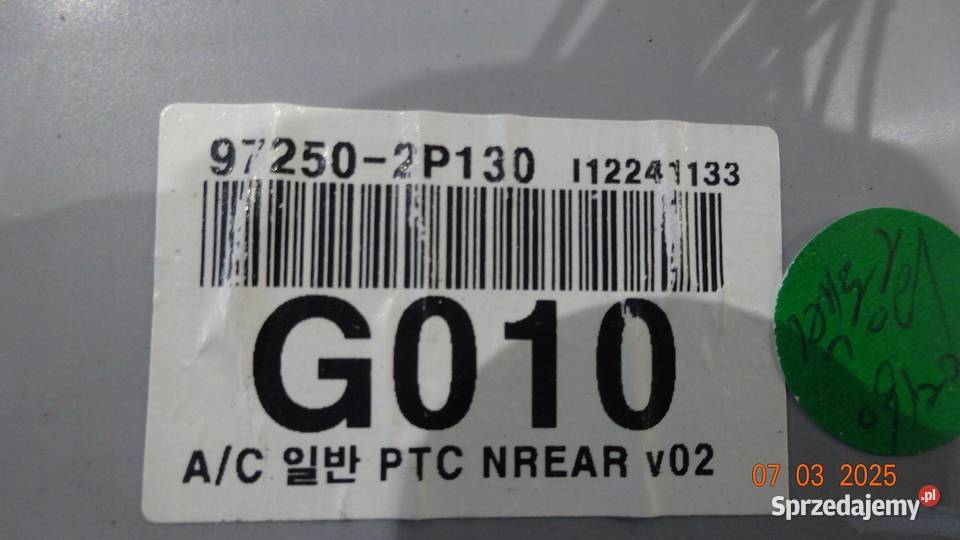 97250-2P130 I12241133
G010
A/C 일반 PTC NREAR v02
07 03 2025
Sprzedajemy.pl